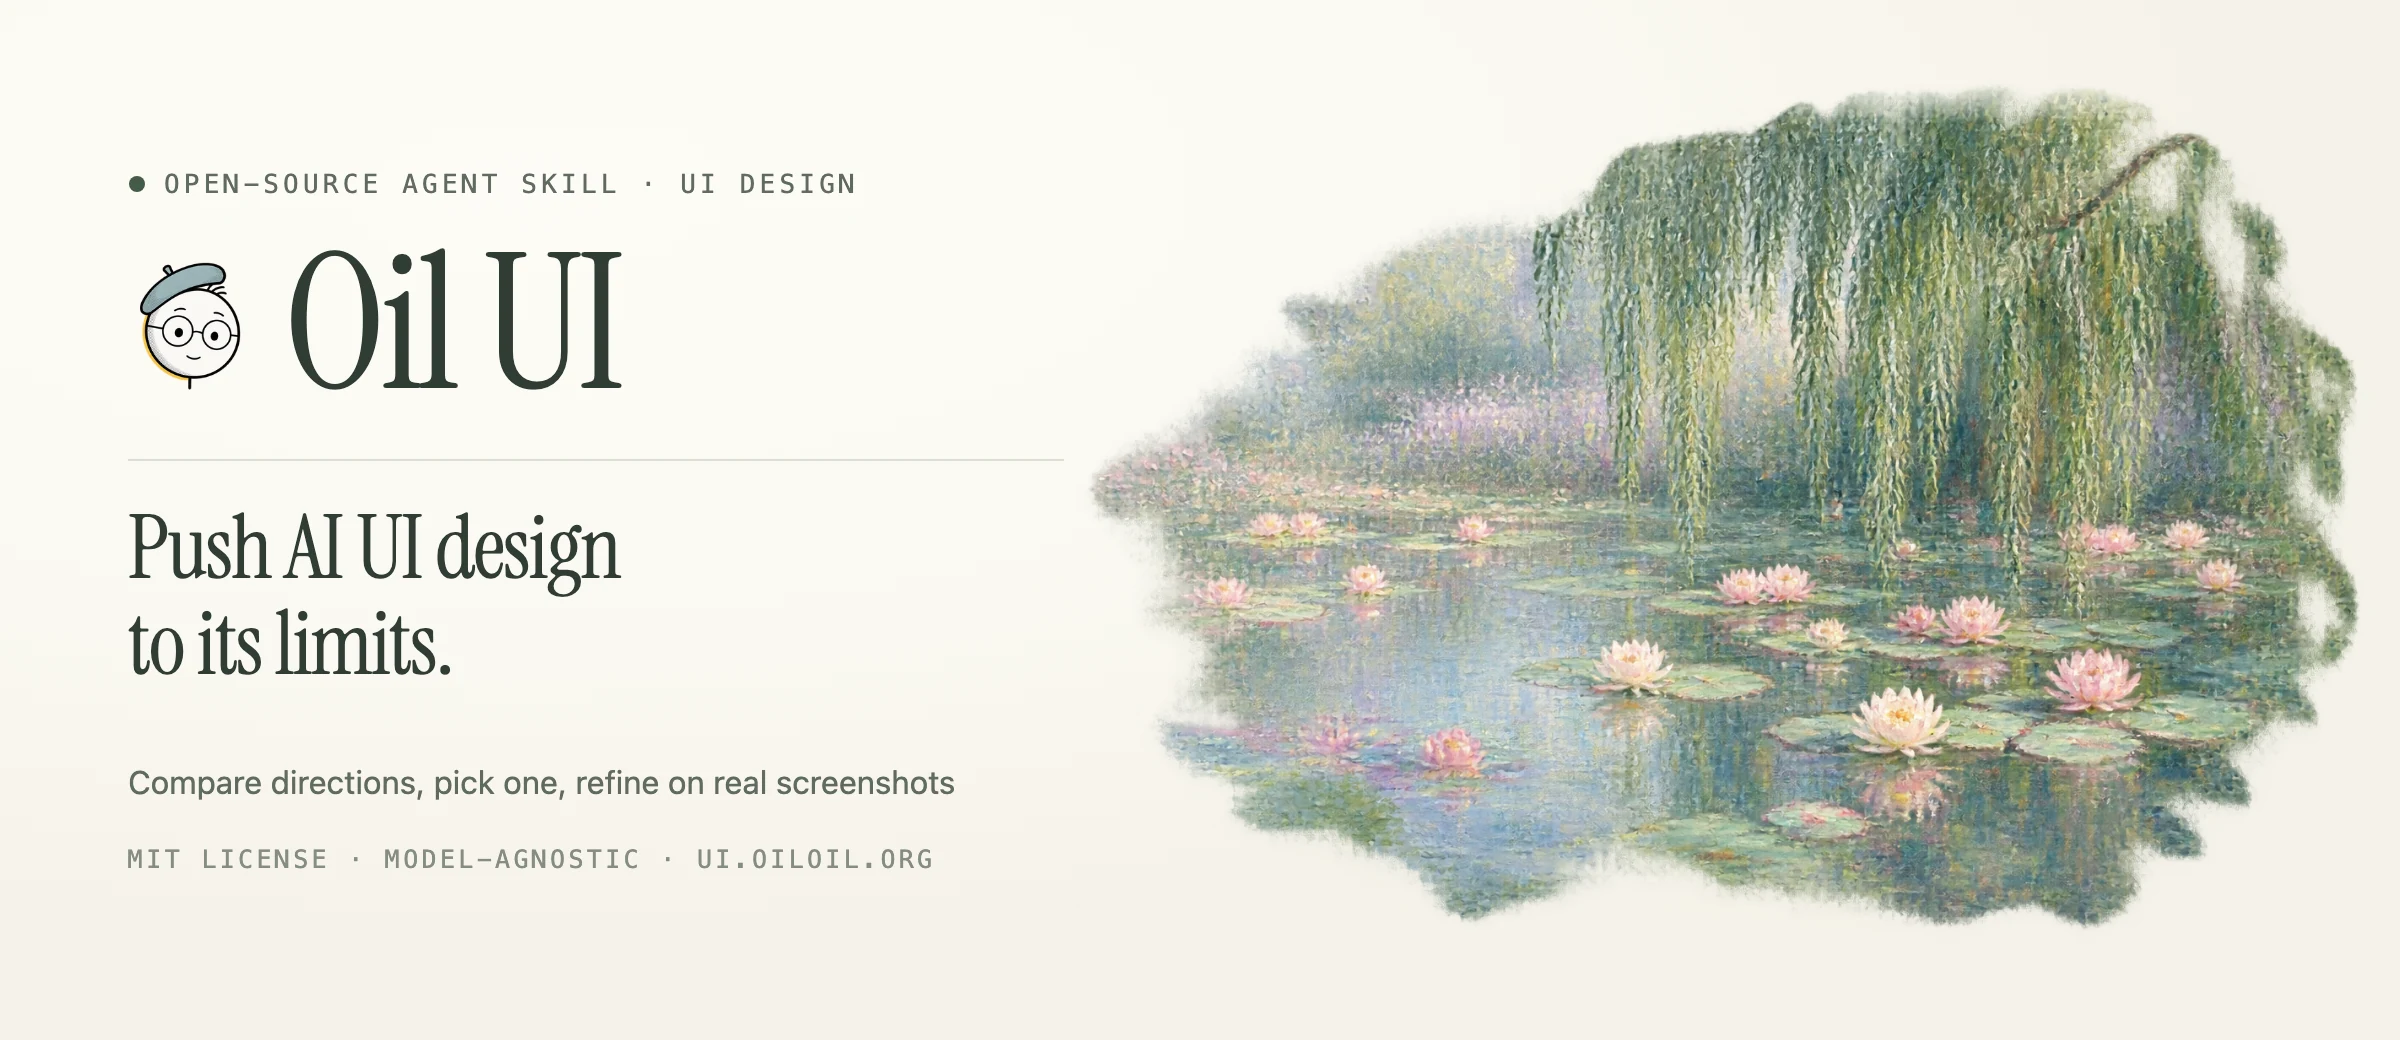 OPEN-SOURCE AGENT SKILL · UI DESIGN
Oil UI
Push AI UI design
to its limits.
Compare directions, pick one, refine on real screenshots
MIT LICENSE · MODEL-AGNOSTIC · UI.OILOIL.ORG